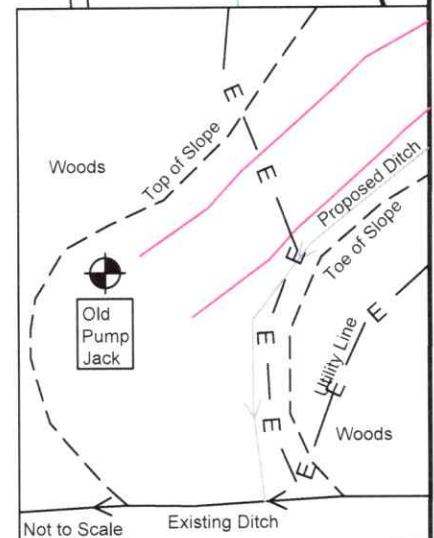 E
Top of Slope
Woods
E
Proposed Ditch
E
Toe of Slope
Old
Pump
Jack
E
E
Utility Line
E
E
Woods
E
Existing Ditch
Not to Scale